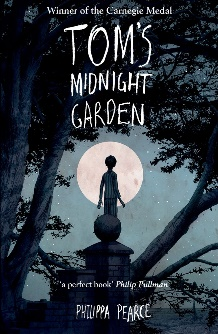 Winner of the Carnegie Medal
TOM'S
MIDNIGHT
GARDEN
'a perfect book' Philip Pullman
PHILIPPA PEARCE